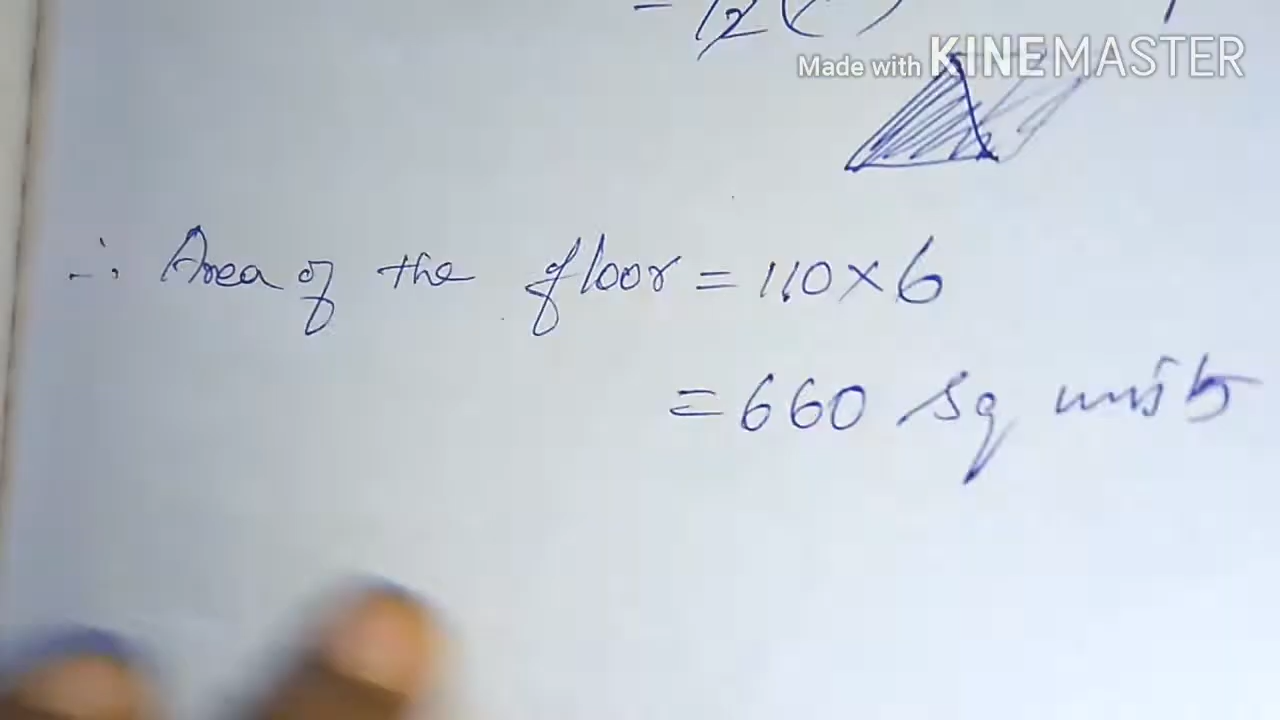 Made with KINEMASTER
∴ Area of the floor = 110 × 6
= 660 sq units